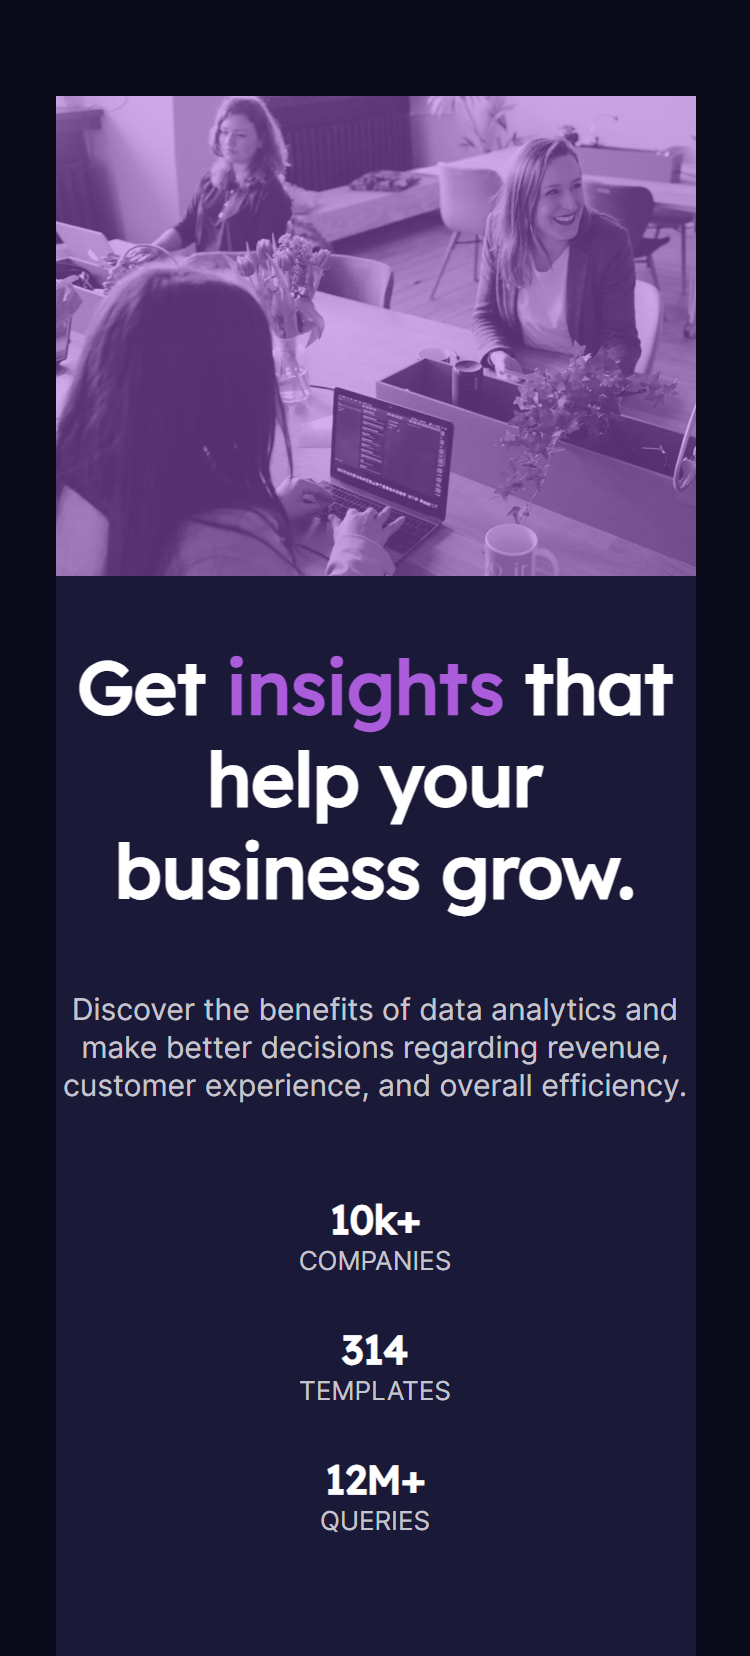 Get insights that
help your
business grow.
Discover the benefits of data analytics and
make better decisions regarding revenue,
customer experience, and overall efficiency.
10k+
COMPANIES
314
TEMPLATES
12M+
QUERIES